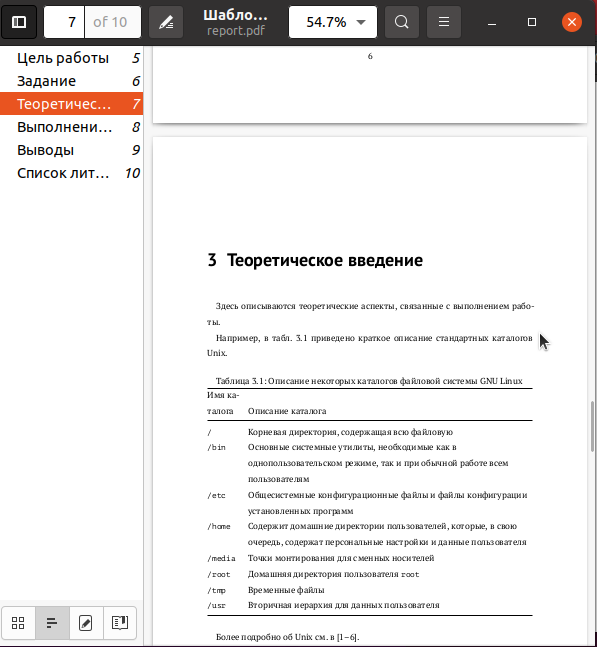 7 of 10
Шабло...
report.pdf
54.7%
Цель работы 5
Задание 6
Теоретичес... 7
Выполнени... 8
Выводы 9
Список лит... 10
6
3 Теоретическое введение
Здесь описываются теоретические аспекты, связанные с выполнением рабо-
ты.
Например, в табл. 3.1 приведено краткое описание стандартных каталогов
Unix.
Таблица 3.1: Описание некоторых каталогов файловой системы GNU Linux
Имя ка-
талога Описание каталога
/ Корневая директория, содержащая всю файловую
/bin Основные системные утилиты, необходимые как в
однопользовательском режиме, так и при обычной работе всем
пользователям
/etc Общесистемные конфигурационные файлы и файлы конфигурации
установленных программ
/home Содержит домашние директории пользователей, которые, в свою
очередь, содержат персональные настройки и данные пользователя
/media Точки монтирования для сменных носителей
/root Домашняя директория пользователя root
/tmp Временные файлы
/usr Вторичная иерархия для данных пользователя
Более подробно об Unix см. в [1–6].